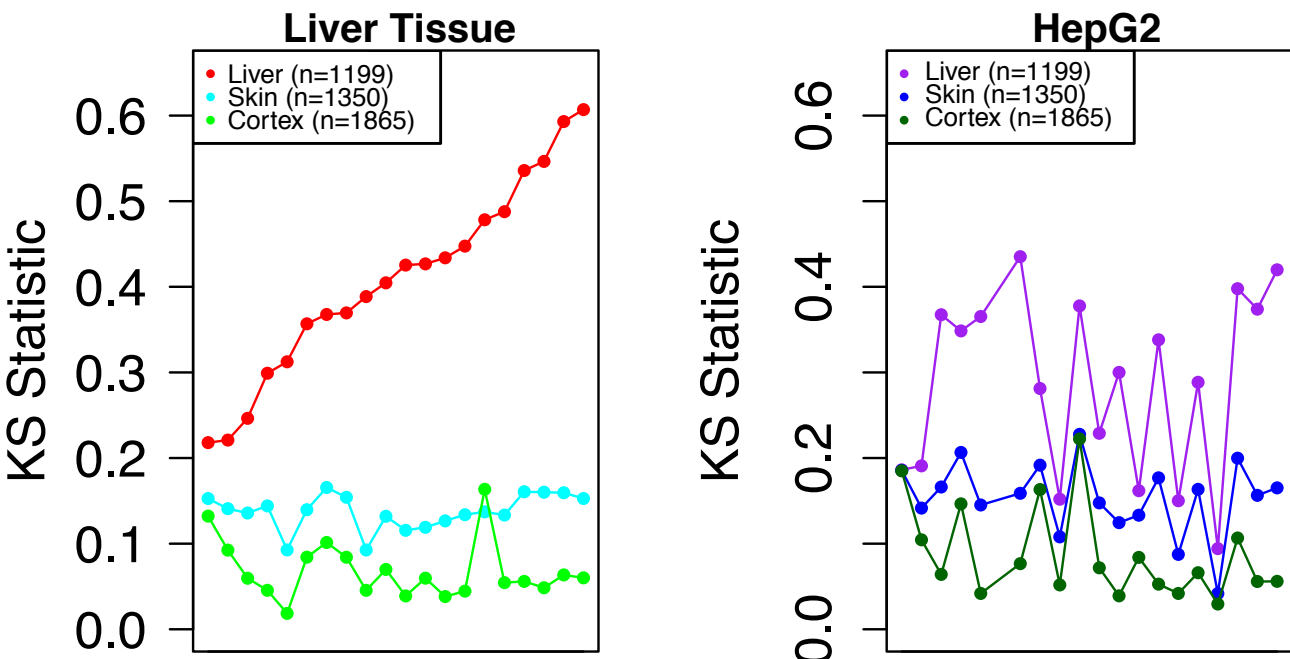 Liver Tissue
Liver (n=1199)
Skin (n=1350)
Cortex (n=1865)
KS Statistic
0.6
0.5
0.4
0.3
0.2
0.1
0.0
HepG2
Liver (n=1199)
Skin (n=1350)
Cortex (n=1865)
KS Statistic
0.6
0.4
0.2
0.0